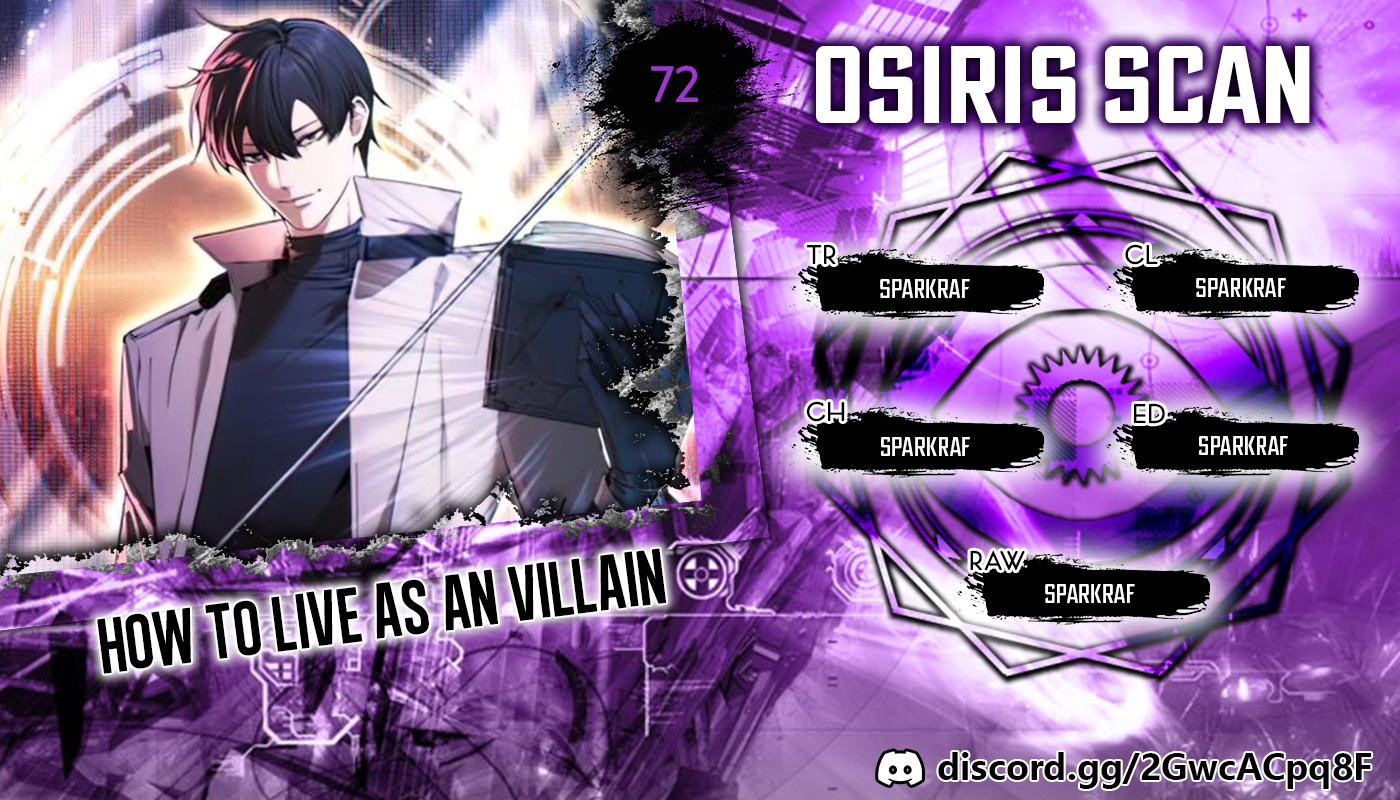 72
OSIRIS SCAN
TR
SPARKRAF
CL
SPARKRAF
CH
SPARKRAF
ED
SPARKRAF
RAW
SPARKRAF
HOW TO LIVE AS AN VILLAIN
discord.gg/2GwcACpq8F